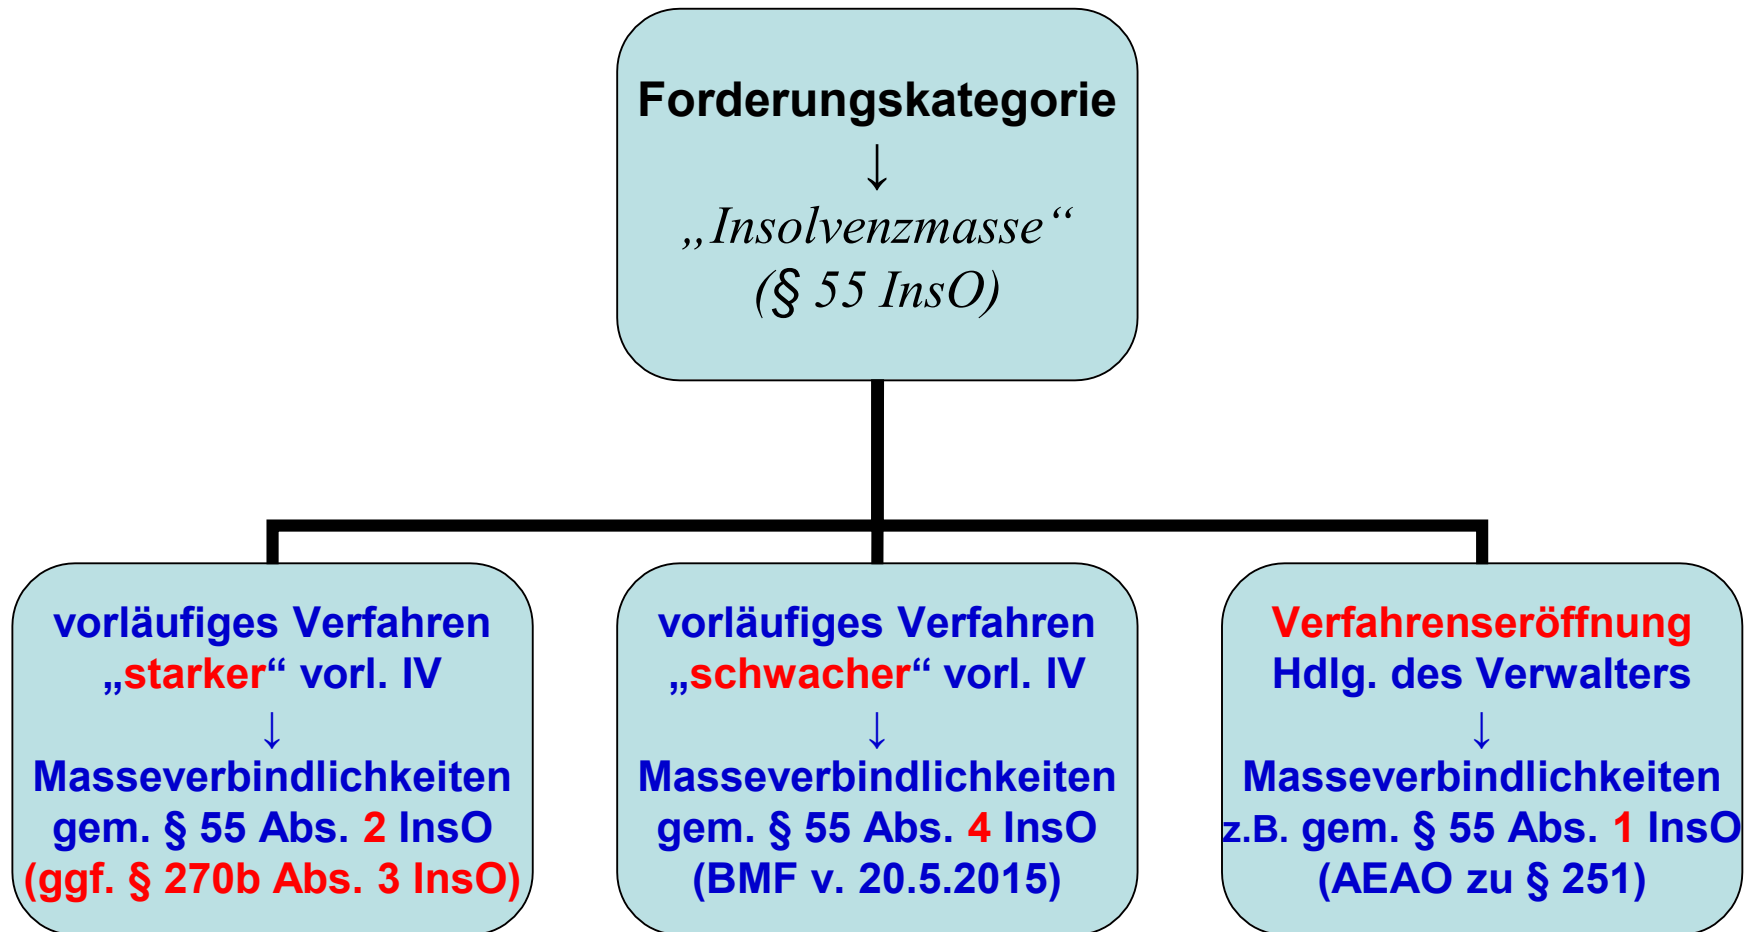 Forderungskategorie
↓
„Insolvenzmasse“
(§ 55 InsO)
vorläufiges Verfahren
„starker“ vorl. IV
↓
Masseverbindlichkeiten
gem. § 55 Abs. 2 InsO
(ggf. § 270b Abs. 3 InsO)
vorläufiges Verfahren
„schwacher“ vorl. IV
↓
Masseverbindlichkeiten
gem. § 55 Abs. 4 InsO
(BMF v. 20.5.2015)
Verfahrenseröffnung
Hdlg. des Verwalters
↓
Masseverbindlichkeiten
z.B. gem. § 55 Abs. 1 InsO
(AEAO zu § 251)